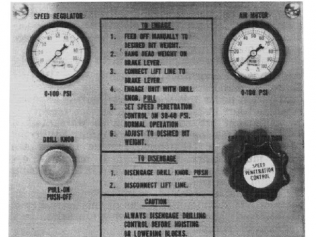 SPEED REGULATOR
AIR MOTOR
0-100 PSI
0-100 PSI
TO ENGAGE
1. FEED OFF MANUALLY TO
DESIRED BIT WEIGHT.
2. HANG DEAD WEIGHT ON
BRAKE LEVER.
3. CONNECT LIFT LINE TO
BRAKE LEVER.
4. ENGAGE UNIT WITH DRILL
KNOB. PULL
5. SET SPEED PENETRATION
CONTROL ON 30-40 PSI.
NORMAL OPERATION
6. ADJUST TO DESIRED BIT
WEIGHT.
DRILL KNOB
PULL-ON
PUSH-OFF
SPEED
PENETRATION
CONTROL
TO DISENGAGE
1. DISENGAGE DRILL KNOB. PUSH
2. DISCONNECT LIFT LINE.
CAUTION
ALWAYS DISENGAGE DRILLING
CONTROL BEFORE HOISTING
OR LOWERING BLOCKS.